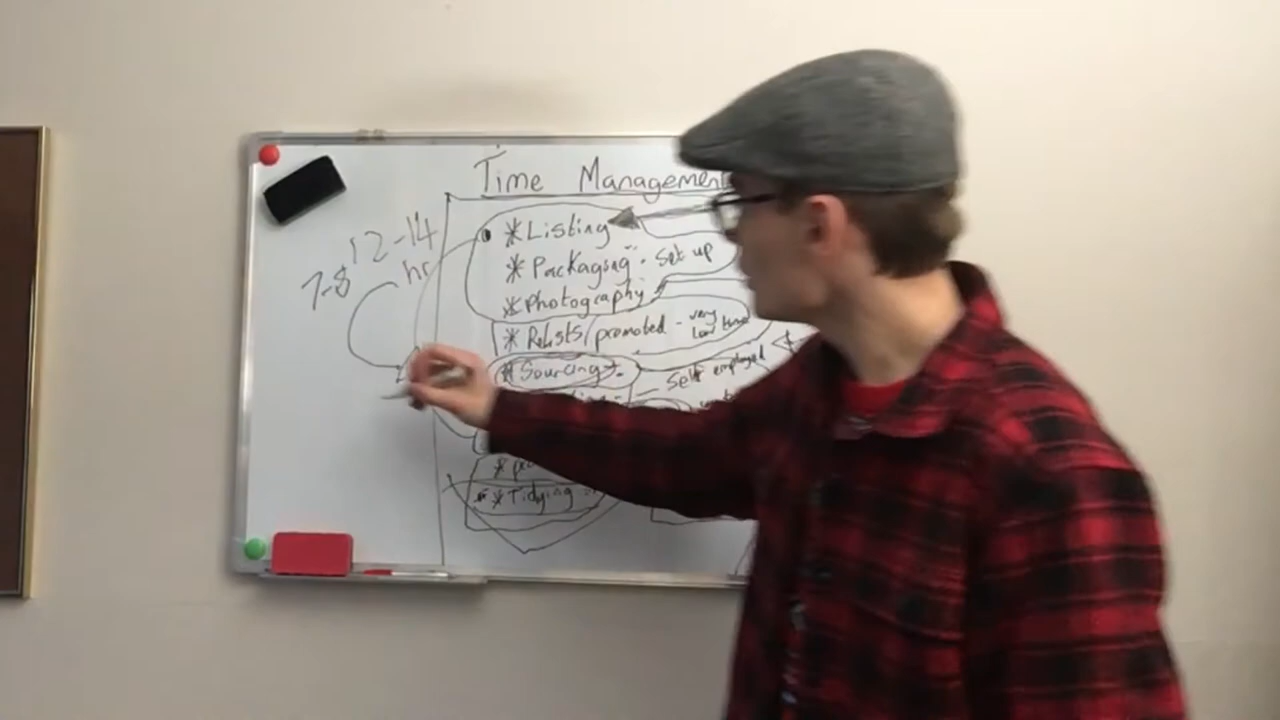 Time Management
12-14
hr
7-8
*Listing
*Packaging - Set up
*Photography
*Relists/promoted - very
low time
*Sourcing
Self employed
*Tidying